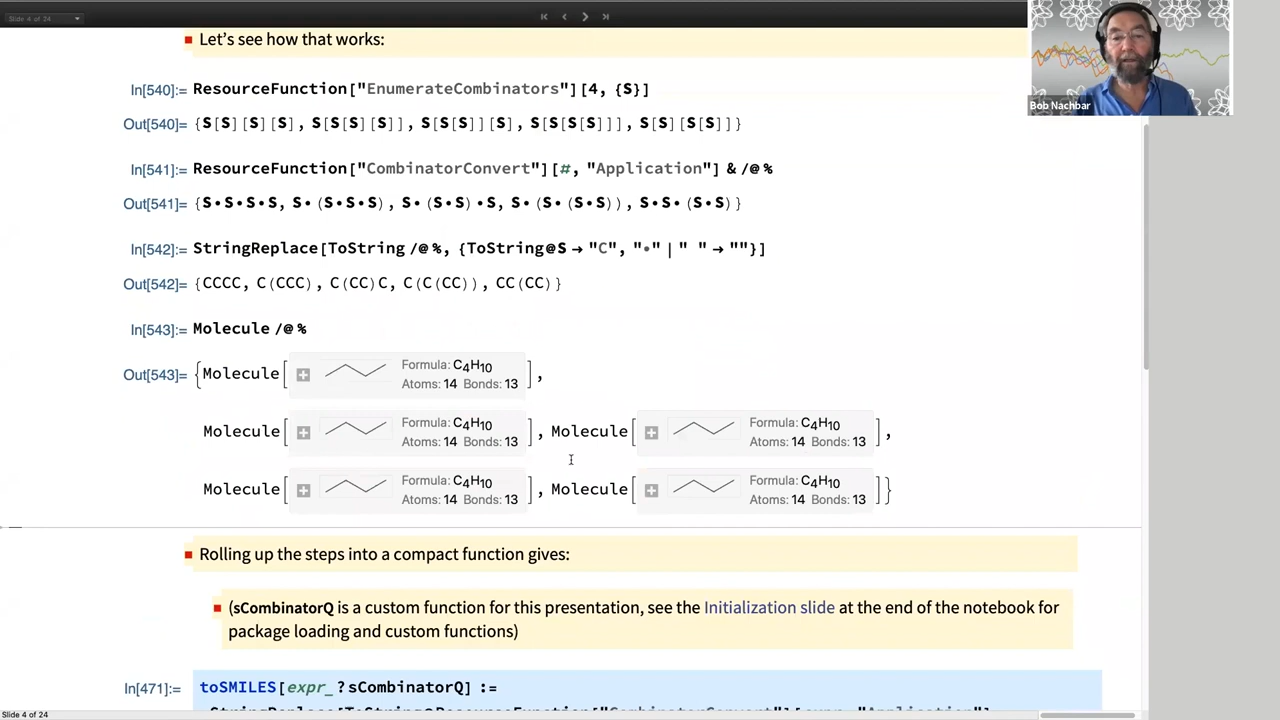 Slide 4 of 24
■ Let's see how that works:
Bob Nachbar
In[540]:= ResourceFunction["EnumerateCombinators"][4, {S}]
Out[540]= {S[S][S][S], S[S[S][S]], S[S[S]][S], S[S[S[S]]], S[S][S[S]]}
In[541]:= ResourceFunction["CombinatorConvert"][#, "Application"] & /@ %
Out[541]= {S•S•S•S, S•(S•S•S), S•(S•S)•S, S•(S•(S•S)), S•S•(S•S)}
In[542]:= StringReplace[ToString /@ %, {ToString@S → "C", "•" | " " → ""}]
Out[542]= {CCCC, C(CCC), C(CC)C, C(C(CC)), CC(CC)}
In[543]:= Molecule /@ %
Out[543]= {Molecule[ Formula: C₄H₁₀ Atoms: 14 Bonds: 13 ],
Molecule[ Formula: C₄H₁₀ Atoms: 14 Bonds: 13 ], Molecule[ Formula: C₄H₁₀ Atoms: 14 Bonds: 13 ],
Molecule[ Formula: C₄H₁₀ Atoms: 14 Bonds: 13 ], Molecule[ Formula: C₄H₁₀ Atoms: 14 Bonds: 13 ]}
■ Rolling up the steps into a compact function gives:
■ (sCombinatorQ is a custom function for this presentation, see the Initialization slide at the end of the notebook for
package loading and custom functions)
In[471]:= toSMILES[expr_?sCombinatorQ] :=
Slide 4 of 24